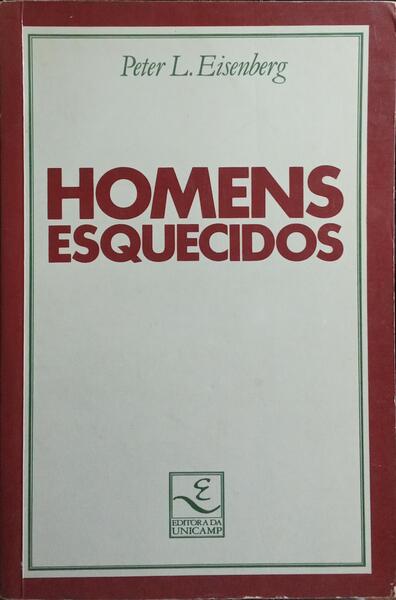 Peter L. Eisenberg
HOMENS
ESQUECIDOS
E
EDITORA DA
UNICAMP